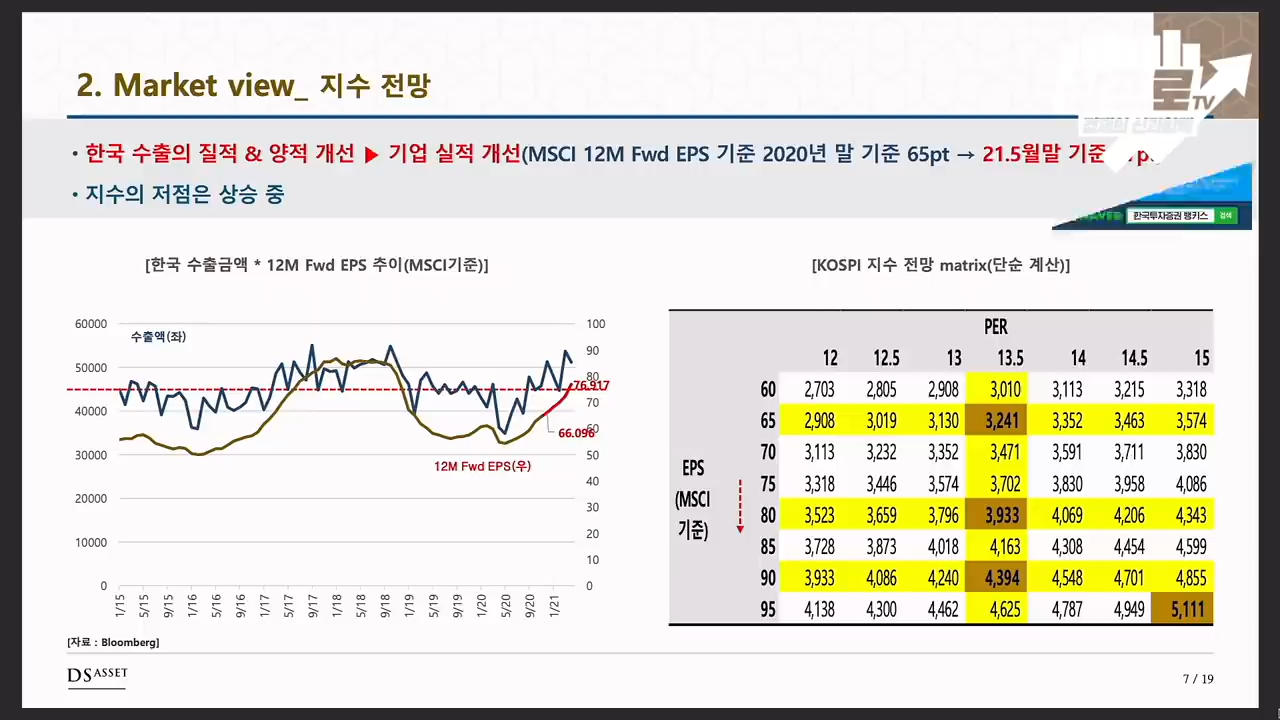 2. Market view_ 지수 전망
로TV
• 한국 수출의 질적 & 양적 개선 ▶ 기업 실적 개선(MSCI 12M Fwd EPS 기준 2020년 말 기준 65pt → 21.5월말 기준
• 지수의 저점은 상승 중
한국투자증권 뱅키스 검색
[한국 수출금액 * 12M Fwd EPS 추이(MSCI기준)]
수출액(좌)
60000
50000
40000
30000
20000
10000
0
100
90
80
70
60
50
40
30
20
10
0
76.917
66.096
12M Fwd EPS(우)
1/15 5/15 9/15 1/16 5/16 9/16 1/17 5/17 9/17 1/18 5/18 9/18 1/19 5/19 9/19 1/20 5/20 9/20 1/21
[자료 : Bloomberg]
[KOSPI 지수 전망 matrix(단순 계산)]
PER
12 12.5 13 13.5 14 14.5 15
EPS
(MSCI
기준)
60 2,703 2,805 2,908 3,010 3,113 3,215 3,318
65 2,908 3,019 3,130 3,241 3,352 3,463 3,574
70 3,113 3,232 3,352 3,471 3,591 3,711 3,830
75 3,318 3,446 3,574 3,702 3,830 3,958 4,086
80 3,523 3,659 3,796 3,933 4,069 4,206 4,343
85 3,728 3,873 4,018 4,163 4,308 4,454 4,599
90 3,933 4,086 4,240 4,394 4,548 4,701 4,855
95 4,138 4,300 4,462 4,625 4,787 4,949 5,111
DS ASSET
7 / 19